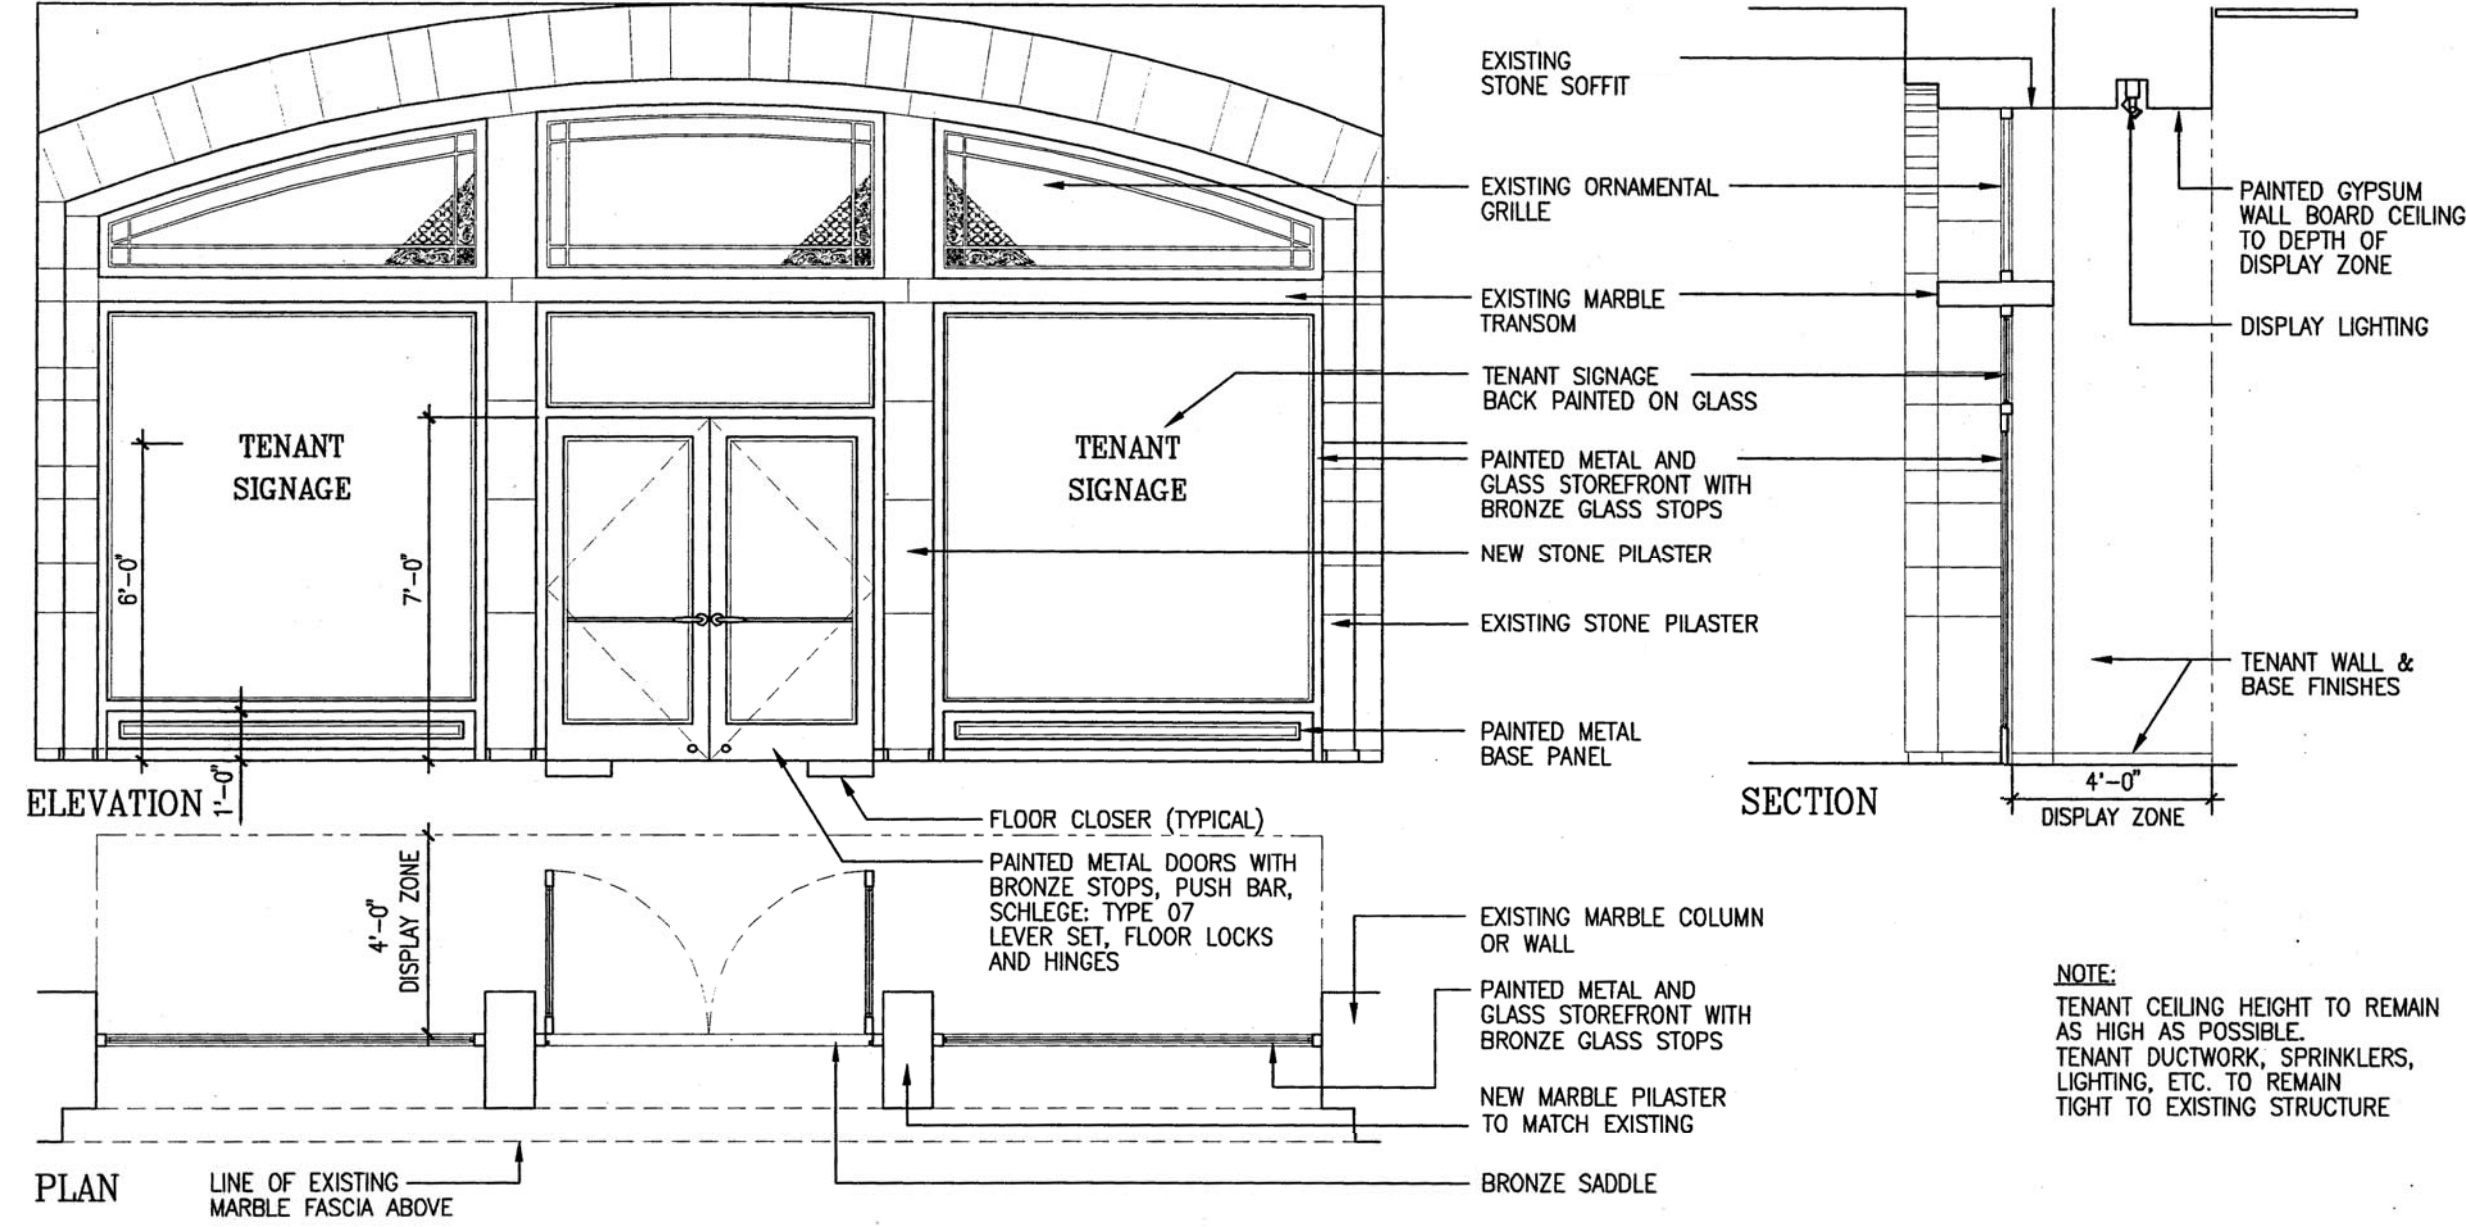 EXISTING
STONE SOFFIT
EXISTING ORNAMENTAL
GRILLE
EXISTING MARBLE
TRANSOM
TENANT SIGNAGE
BACK PAINTED ON GLASS
PAINTED METAL AND
GLASS STOREFRONT WITH
BRONZE GLASS STOPS
NEW STONE PILASTER
EXISTING STONE PILASTER
PAINTED METAL
BASE PANEL
TENANT
SIGNAGE
TENANT
SIGNAGE
6'-0"
7'-0"
1'-0"
ELEVATION
PAINTED GYPSUM
WALL BOARD CEILING
TO DEPTH OF
DISPLAY ZONE
DISPLAY LIGHTING
TENANT WALL &
BASE FINISHES
4'-0"
DISPLAY ZONE
SECTION
FLOOR CLOSER (TYPICAL)
PAINTED METAL DOORS WITH
BRONZE STOPS, PUSH BAR,
SCHLEGE: TYPE 07
LEVER SET, FLOOR LOCKS
AND HINGES
4'-0"
DISPLAY ZONE
EXISTING MARBLE COLUMN
OR WALL
PAINTED METAL AND
GLASS STOREFRONT WITH
BRONZE GLASS STOPS
NEW MARBLE PILASTER
TO MATCH EXISTING
BRONZE SADDLE
PLAN
LINE OF EXISTING
MARBLE FASCIA ABOVE
NOTE:
TENANT CEILING HEIGHT TO REMAIN
AS HIGH AS POSSIBLE.
TENANT DUCTWORK, SPRINKLERS,
LIGHTING, ETC. TO REMAIN
TIGHT TO EXISTING STRUCTURE